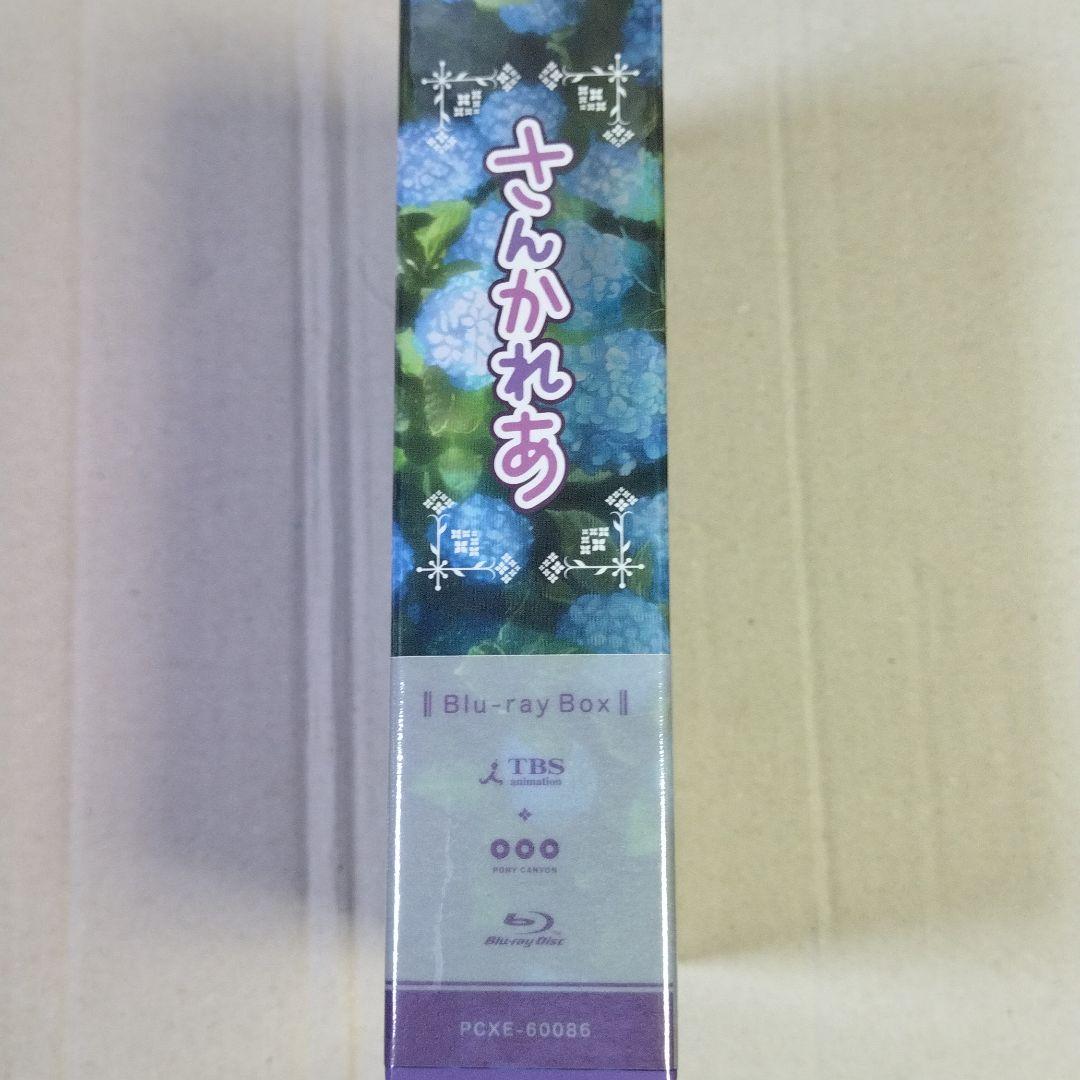 さんかれあ
Blu-ray Box
TBS
animation
PONY CANYON
Blu-ray Disc
PCXE-60086